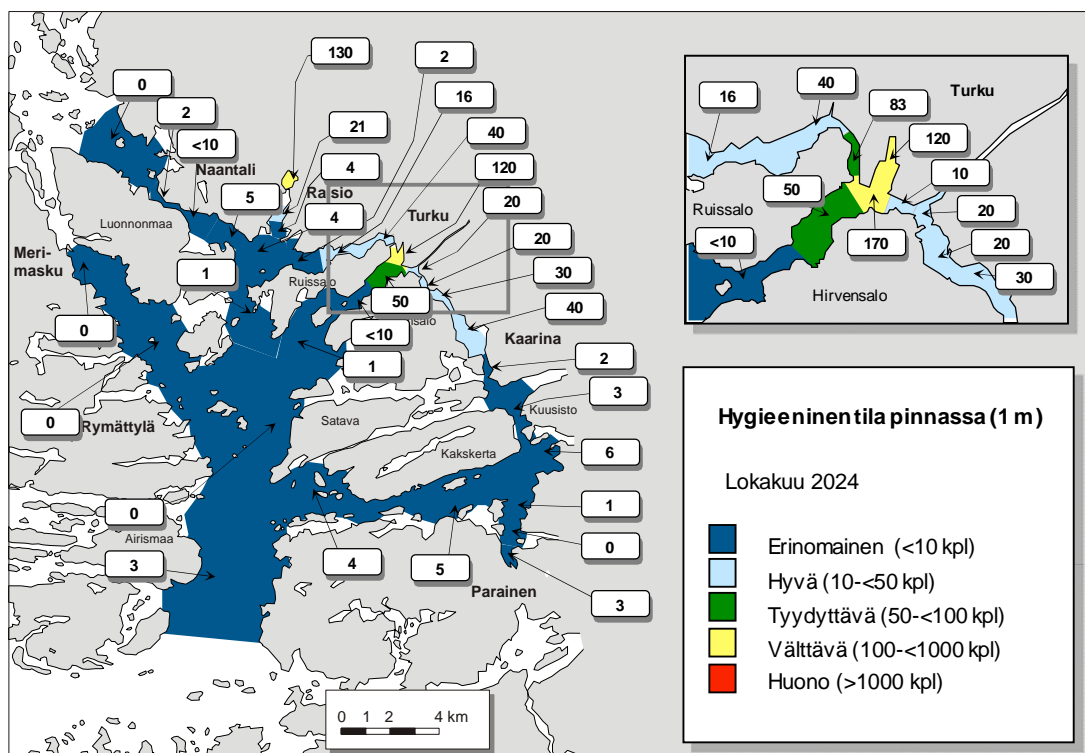 130
2
0
16
2
21
40
<10
Naantali
4
120
5
Raisio
4
Turku
20
Luonnonmaa
20
Meri-
masku
1
Ruissalo
30
50
salo
40
0
<10
Kaarina
1
2
3
0
Rymättylä
Satava
Kuusisto
Kakskerta
6
0
1
Airismaa
3
4
5
0
Parainen
3
0 1 2 4 km
40
Turku
16
83
120
50
10
Ruissalo
20
<10
170
20
30
Hirvensalo
Hygieeninen tila pinnassa (1 m)
Lokakuu 2024
Erinomainen (<10 kpl)
Hyvä (10-<50 kpl)
Tyydyttävä (50-<100 kpl)
Välttävä (100-<1000 kpl)
Huono (>1000 kpl)